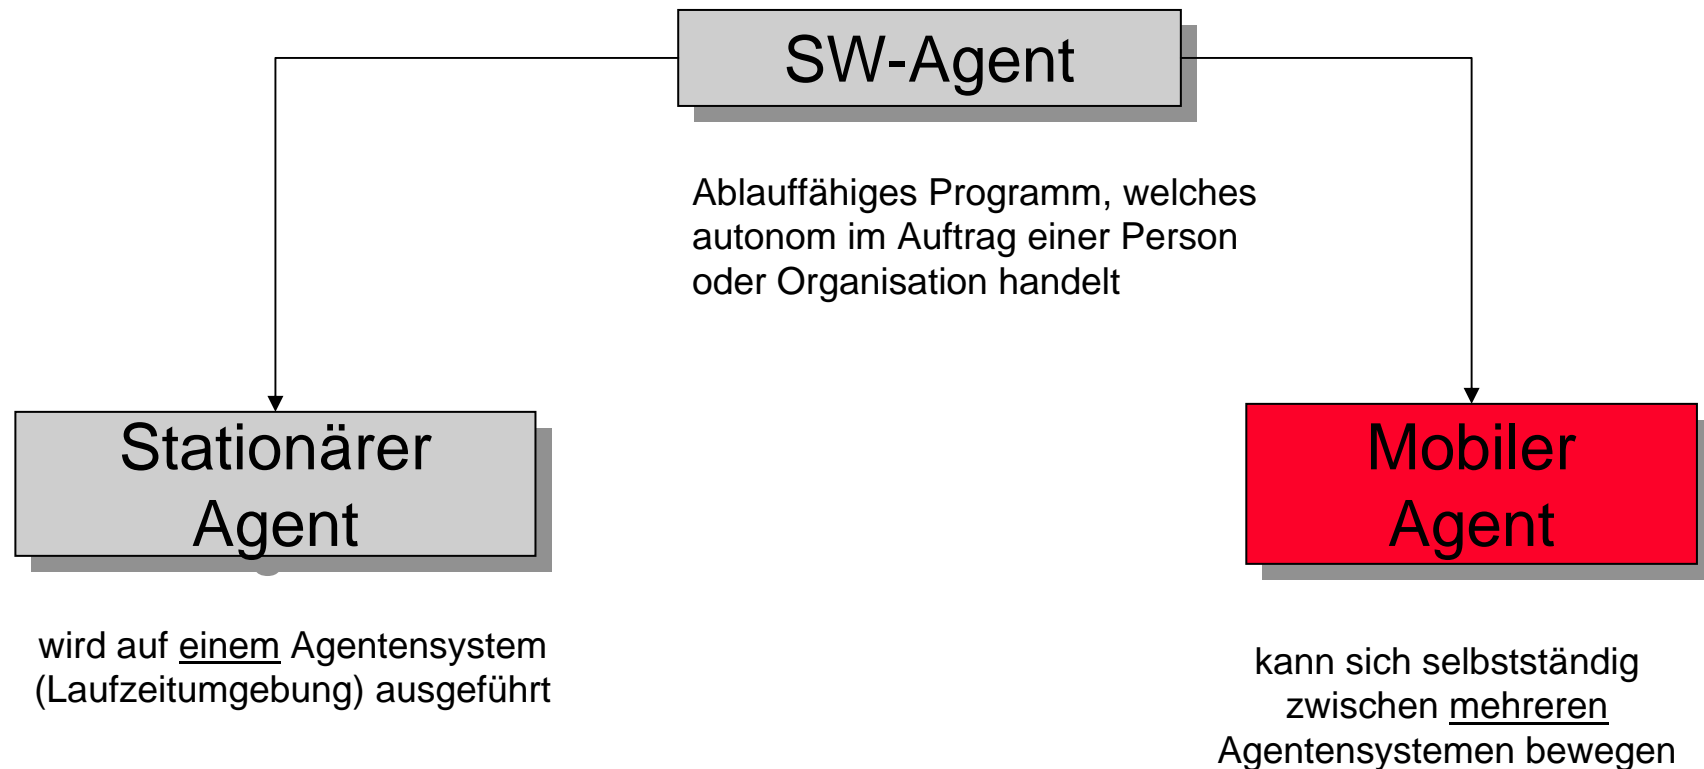 SW-Agent
Ablauffähiges Programm, welches
autonom im Auftrag einer Person
oder Organisation handelt
Stationärer
Agent
wird auf einem Agentensystem
(Laufzeitumgebung) ausgeführt
Mobiler
Agent
kann sich selbstständig
zwischen mehreren
Agentensystemen bewegen